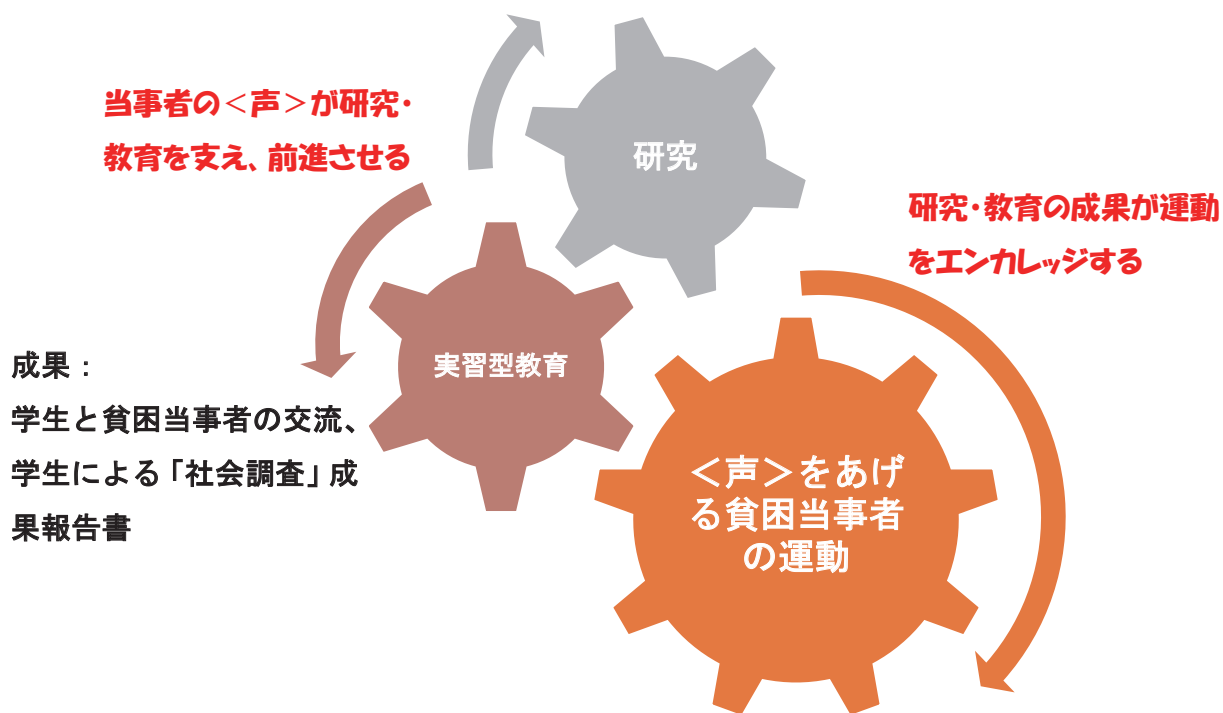 当事者の＜声＞が研究・
教育を支え、前進させる
研究
研究・教育の成果が運動
をエンカレッジする
実習型教育
成果：
学生と貧困当事者の交流、
学生による「社会調査」成
果報告書
＜声＞をあげ
る貧困当事者
の運動